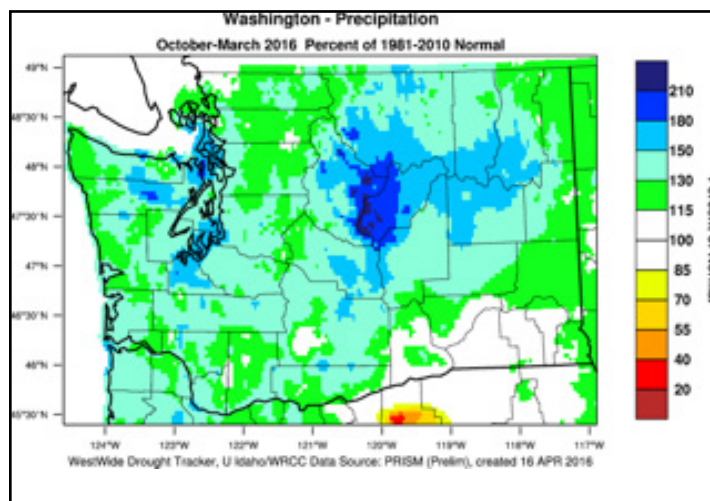 Washington - Precipitation
October-March 2016 Percent of 1981-2010 Normal
49°N
48°30'N
48°N
47°30'N
47°N
46°30'N
46°N
45°30'N
124°W
123°W
122°W
121°W
120°W
119°W
118°W
117°W
210
180
150
130
115
100
85
70
55
40
20
WestWide Drought Tracker, U Idaho/WRCC Data Source: PRISM (Prelim), created 16 APR 2016